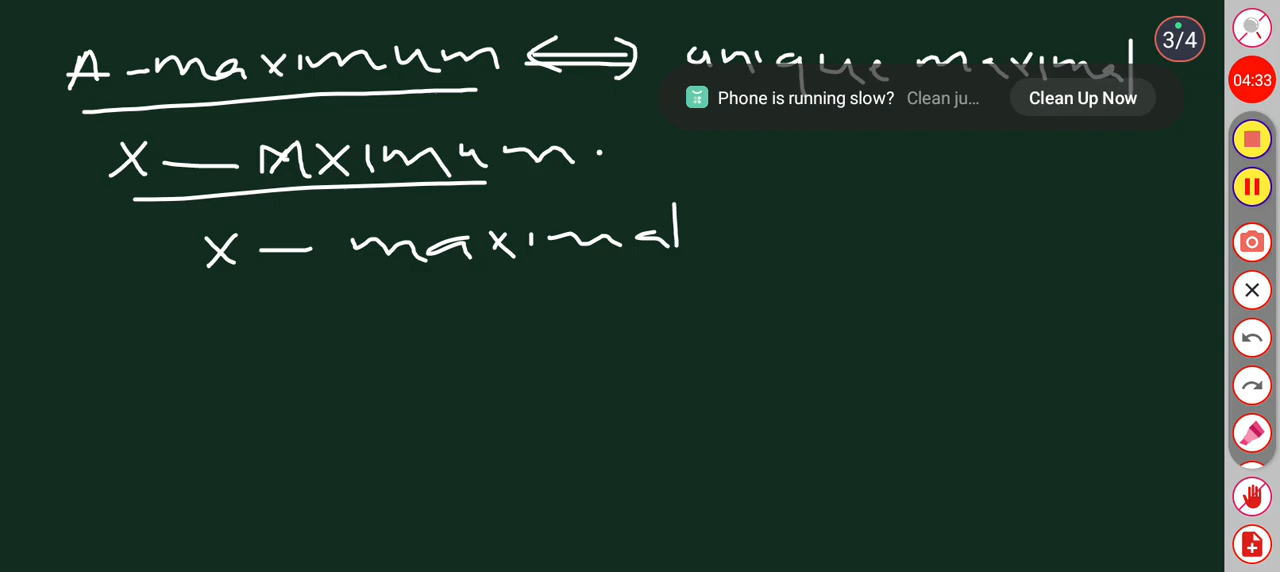 A-maximum ⟺ unique maximal
3/4
04:33
Phone is running slow? Clean ju... Clean Up Now
X — Mximum.
X — maximal